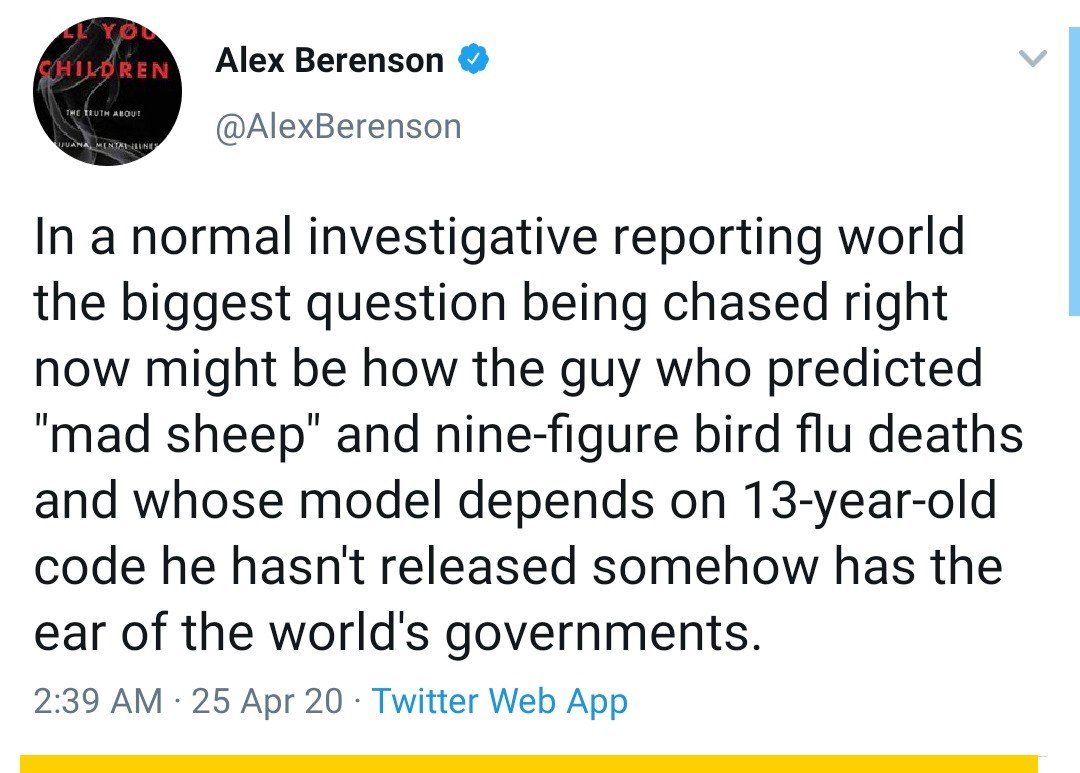 LL YOU
CHILDREN
THE TRUTH ABOUT
IJUANA, MENTAL ILLNES
Alex Berenson
@AlexBerenson
In a normal investigative reporting world
the biggest question being chased right
now might be how the guy who predicted
"mad sheep" and nine-figure bird flu deaths
and whose model depends on 13-year-old
code he hasn't released somehow has the
ear of the world's governments.
2:39 AM · 25 Apr 20 · Twitter Web App